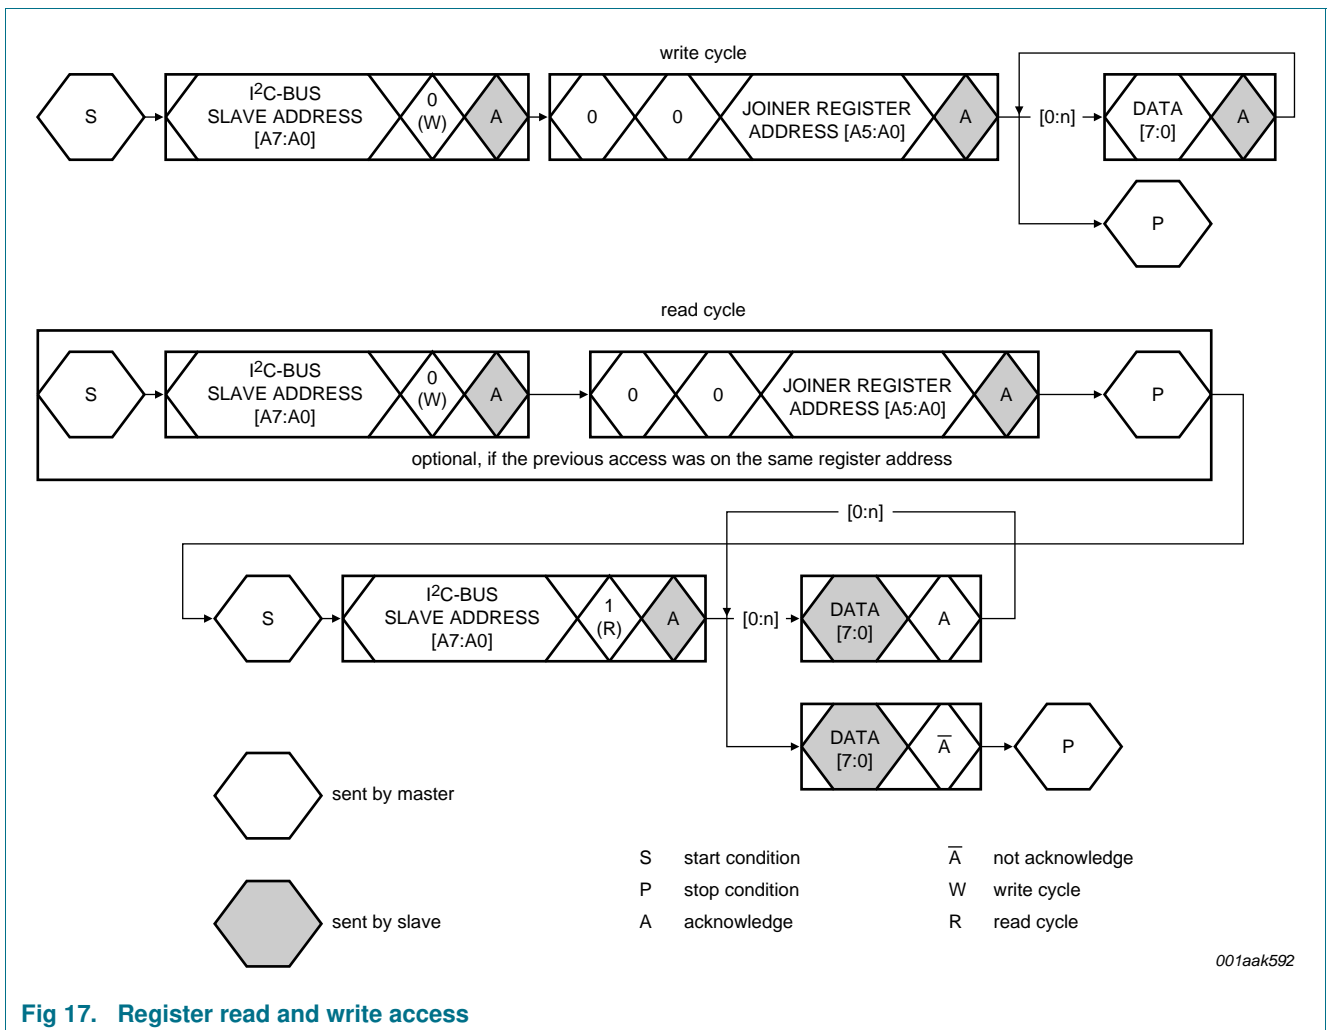 write cycle
S
I2C-BUS
SLAVE ADDRESS
[A7:A0]
0
(W)
A
0
0
JOINER REGISTER
ADDRESS [A5:A0]
A
[0:n]
DATA
[7:0]
A
P
read cycle
S
I2C-BUS
SLAVE ADDRESS
[A7:A0]
0
(W)
A
0
0
JOINER REGISTER
ADDRESS [A5:A0]
A
P
optional, if the previous access was on the same register address
[0:n]
S
I2C-BUS
SLAVE ADDRESS
[A7:A0]
1
(R)
A
[0:n]
DATA
[7:0]
A
DATA
[7:0]
A̅
P
sent by master
sent by slave
S start condition
P stop condition
A acknowledge
A̅ not acknowledge
W write cycle
R read cycle
001aak592
Fig 17. Register read and write access